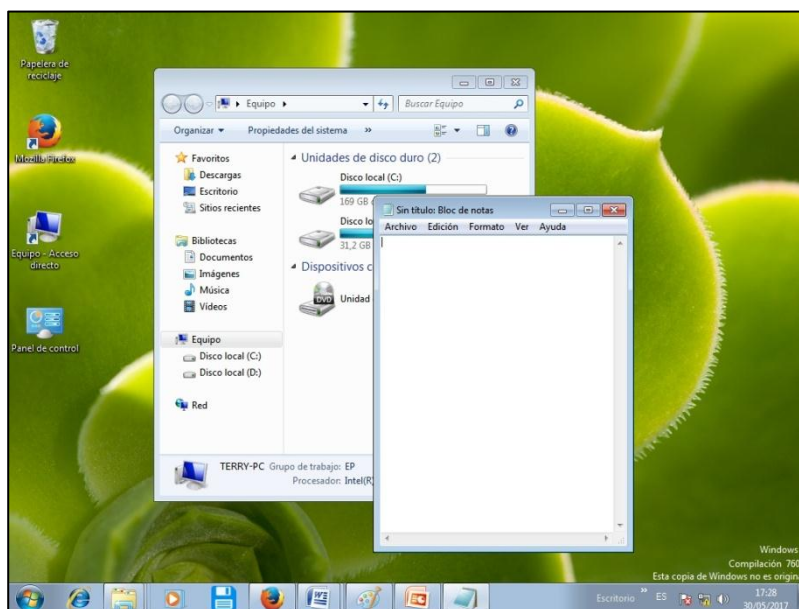 Papelera de
reciclaje
Mozilla Firefox
Equipo - Acceso
directo
Panel de control
Equipo
Buscar Equipo
Organizar
Propiedades del sistema
»
Favoritos
Descargas
Escritorio
Sitios recientes
Bibliotecas
Documentos
Imágenes
Música
Vídeos
Equipo
Disco local (C:)
Disco local (D:)
Red
Unidades de disco duro (2)
Disco local (C:)
169 GB
Disco lo
31,2 GB
Dispositivos c
DVD
Unidad
TERRY-PC Grupo de trabajo: EP
Procesador: Intel(R)
Sin título: Bloc de notas
Archivo Edición Formato Ver Ayuda
Windows
Compilación 760
Esta copia de Windows no es origina
Escritorio » ES
17:28
30/05/2017